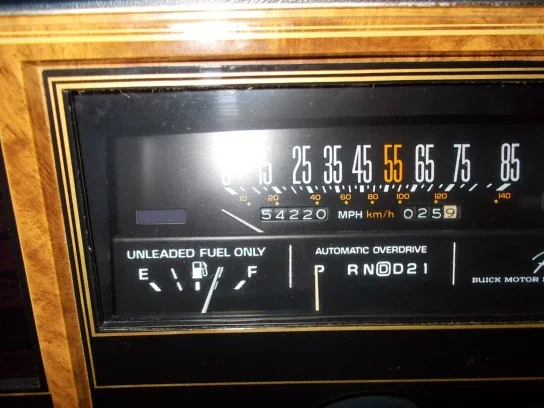 15 25 35 45 55 65 75 85
10 20 40 60 80 100 120 140
54220 MPH km/h 0259
UNLEADED FUEL ONLY
E F
AUTOMATIC OVERDRIVE
P R N D D 2 1
BUICK MOTOR